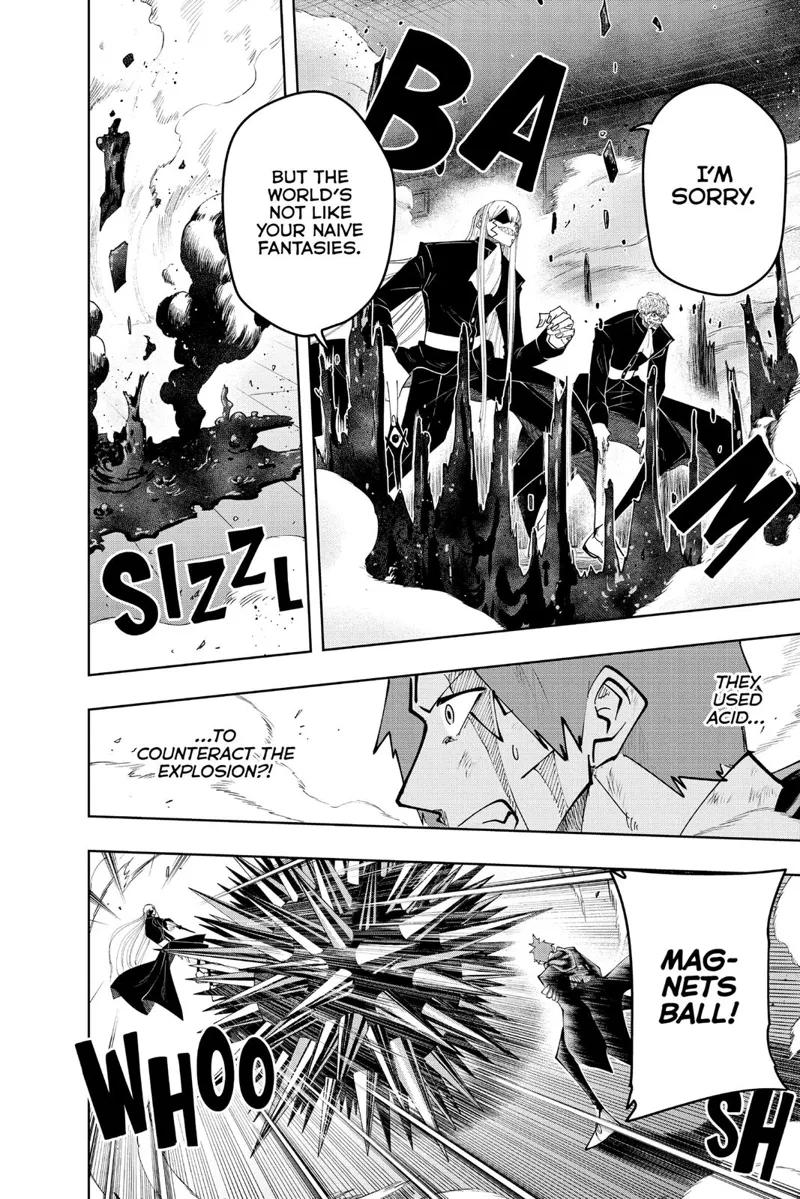 BA
M
I'M
SORRY.
BUT THE
WORLD'S
NOT LIKE
YOUR NAIVE
FANTASIES.
SIZZL
THEY
USED
ACID...
...TO
COUNTERACT THE
EXPLOSION?!
MAG-
NETS
BALL!
WHOO
SH